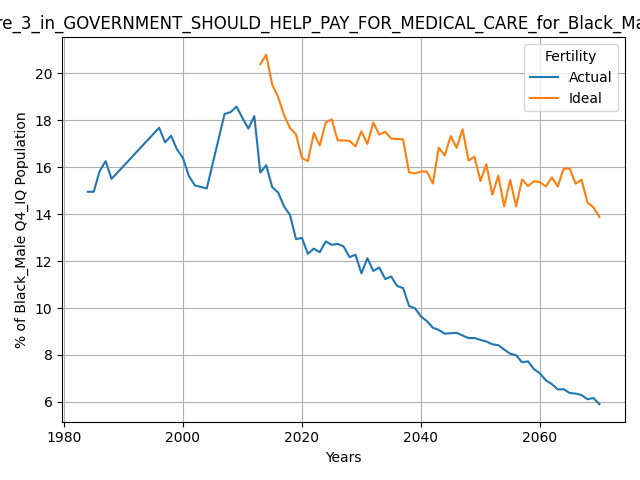 re_3_in_GOVERNMENT_SHOULD_HELP_PAY_FOR_MEDICAL_CARE_for_Black_Ma
% of Black_Male Q4_IQ Population
20
18
16
14
12
10
8
6
Fertility
Actual
Ideal
1980 2000 2020 2040 2060
Years